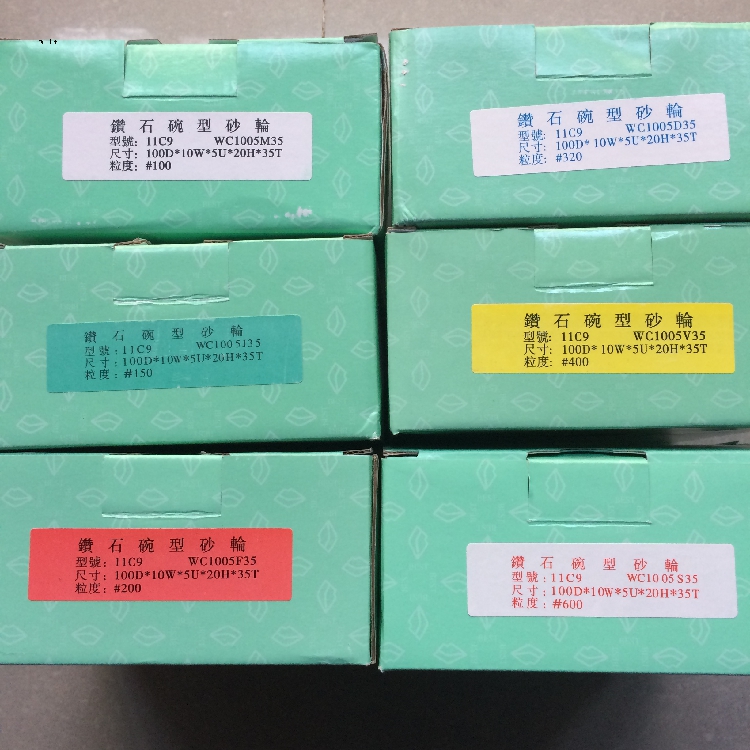 鑽石碗型砂輪
型號: 11C9 WC1005M35
尺寸: 100D*10W*5U*20H*35T
粒度: #100
鑽石碗型砂輪
型號: 11C9 WC1005D35
尺寸: 100D*10W*5U*20H*35T
粒度: #320
鑽石碗型砂輪
型號: 11C9 WC1005J35
尺寸: 100D*10W*5U*20H*35T
粒度: #150
鑽石碗型砂輪
型號: 11C9 WC1005V35
尺寸: 100D*10W*5U*20H*35T
粒度: #400
鑽石碗型砂輪
型號: 11C9 WC1005F35
尺寸: 100D*10W*5U*20H*35T
粒度: #200
鑽石碗型砂輪
型號: 11C9 WC1005S35
尺寸: 100D*10W*5U*20H*35T
粒度: #600